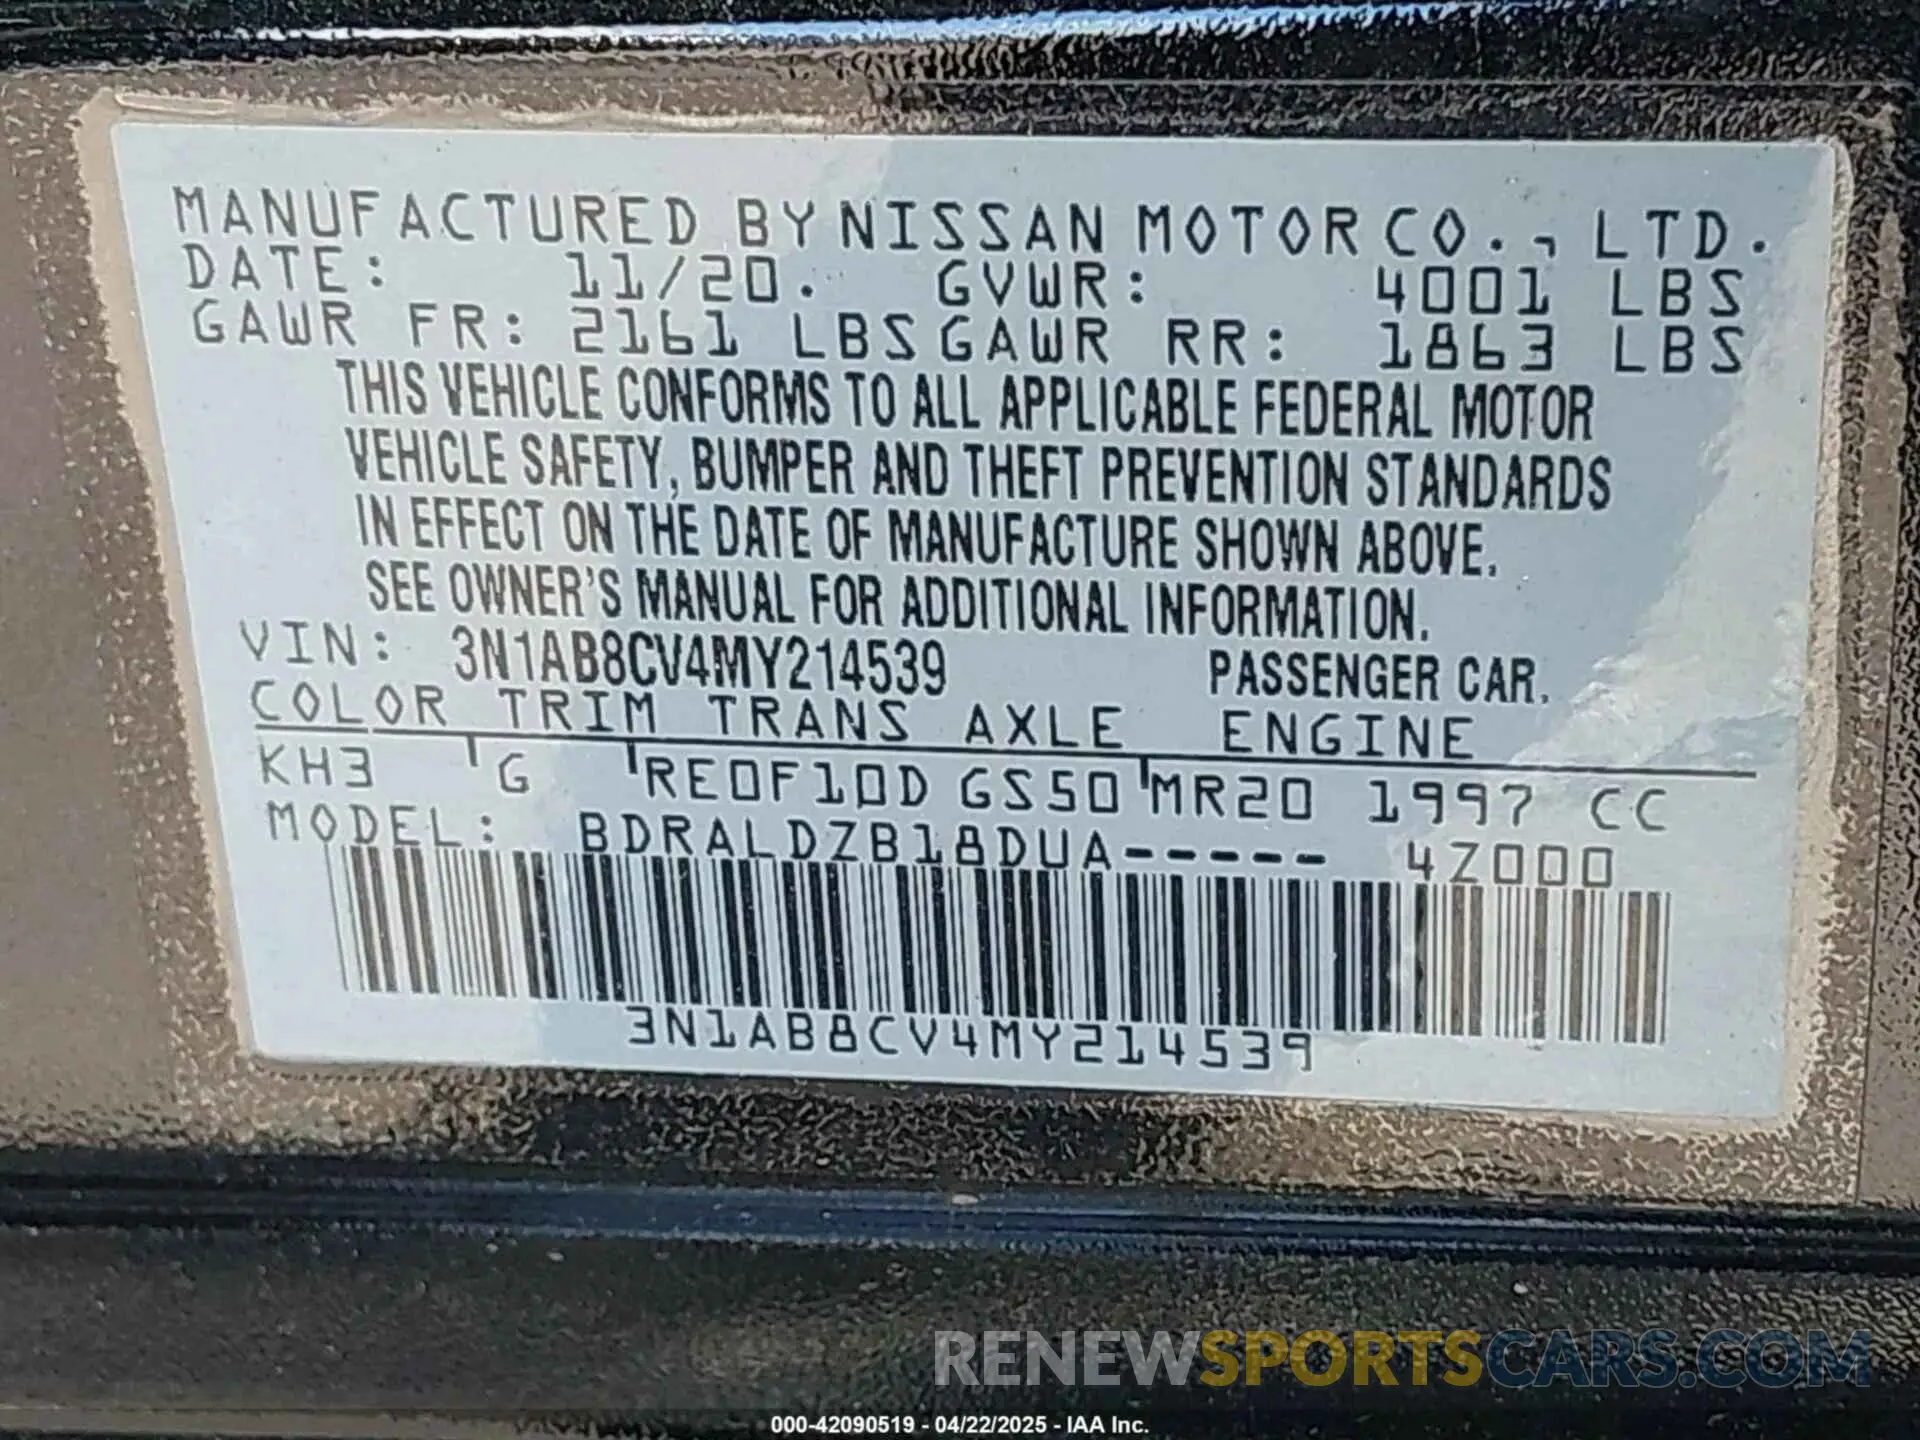 MANUFACTURED BY NISSAN MOTOR CO., LTD.
DATE: 11/20. GVWR: 4001 LBS
GAWR FR: 2161 LBS GAWR RR: 1863 LBS
THIS VEHICLE CONFORMS TO ALL APPLICABLE FEDERAL MOTOR
VEHICLE SAFETY, BUMPER AND THEFT PREVENTION STANDARDS
IN EFFECT ON THE DATE OF MANUFACTURE SHOWN ABOVE.
SEE OWNER'S MANUAL FOR ADDITIONAL INFORMATION.
VIN: 3N1AB8CV4MY214539 PASSENGER CAR.
COLOR TRIM TRANS AXLE ENGINE
KH3 G RE0F10D GS50 MR20 1997 CC
MODEL: BDRALDZB18DUA----- 4Z000
3N1AB8CV4MY214539
RENEWSPORTSCARS.COM
000-42090519 - 04/22/2025 - IAA Inc.